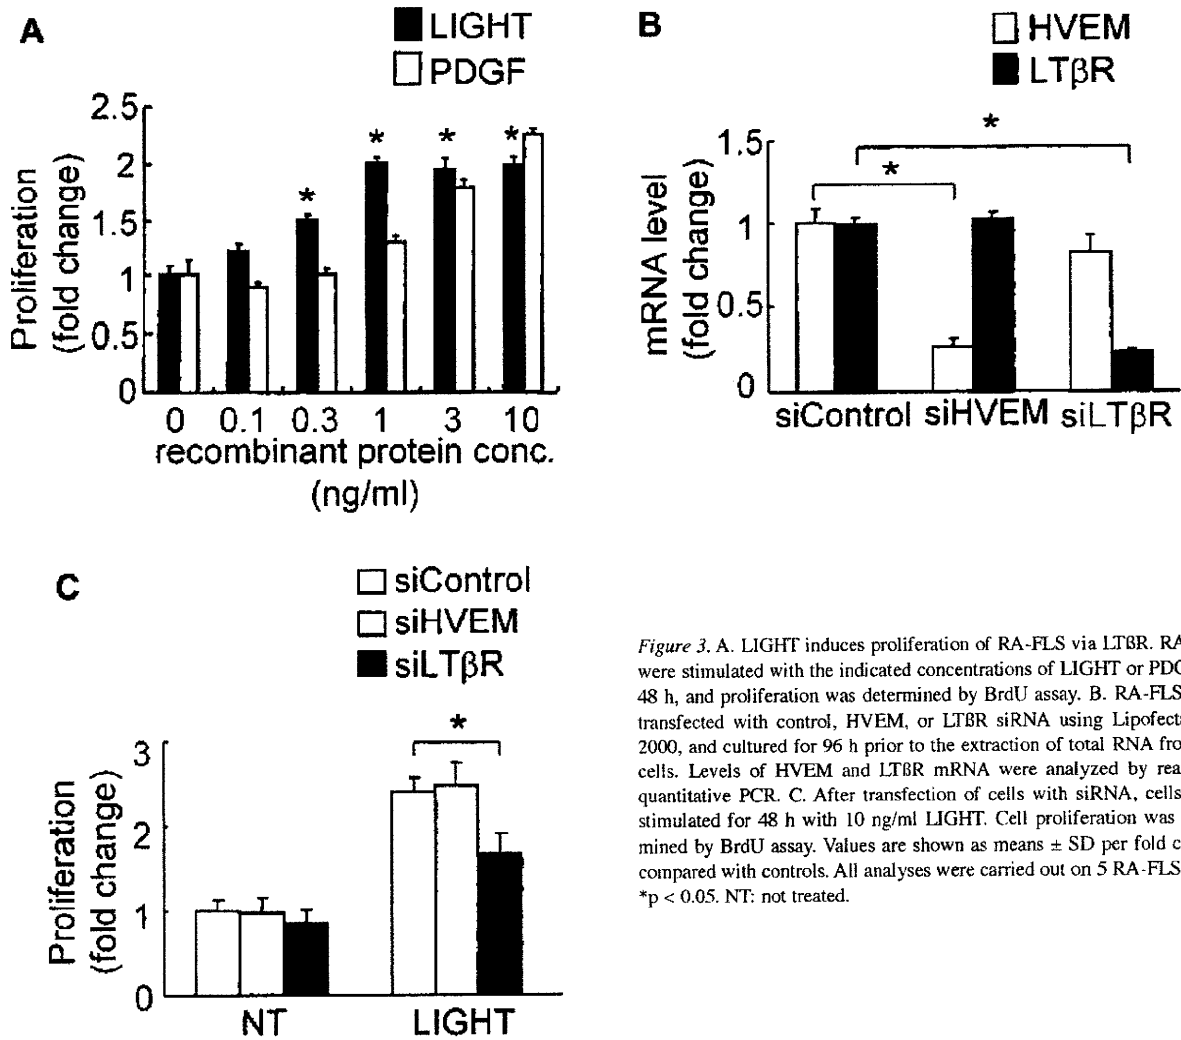 A
LIGHT
PDGF
2.5
2
1.5
1
0.5
0
Proliferation
(fold change)
0 0.1 0.3 1 3 10
recombinant protein conc.
(ng/ml)
* * * *
B
HVEM
LTβR
1.5
1
0.5
0
mRNA level
(fold change)
*
*
siControl siHVEM siLTβR
C
siControl
siHVEM
siLTβR
3
2
1
0
Proliferation
(fold change)
*
NT LIGHT
Figure 3. A. LIGHT induces proliferation of RA-FLS via LTßR. RA
were stimulated with the indicated concentrations of LIGHT or PDG
48 h, and proliferation was determined by BrdU assay. B. RA-FLS
transfected with control, HVEM, or LTßR siRNA using Lipofect
2000, and cultured for 96 h prior to the extraction of total RNA fro
cells. Levels of HVEM and LTßR mRNA were analyzed by rea
quantitative PCR. C. After transfection of cells with siRNA, cells
stimulated for 48 h with 10 ng/ml LIGHT. Cell proliferation was
mined by BrdU assay. Values are shown as means ± SD per fold c
compared with controls. All analyses were carried out on 5 RA-FLS
*p < 0.05. NT: not treated.